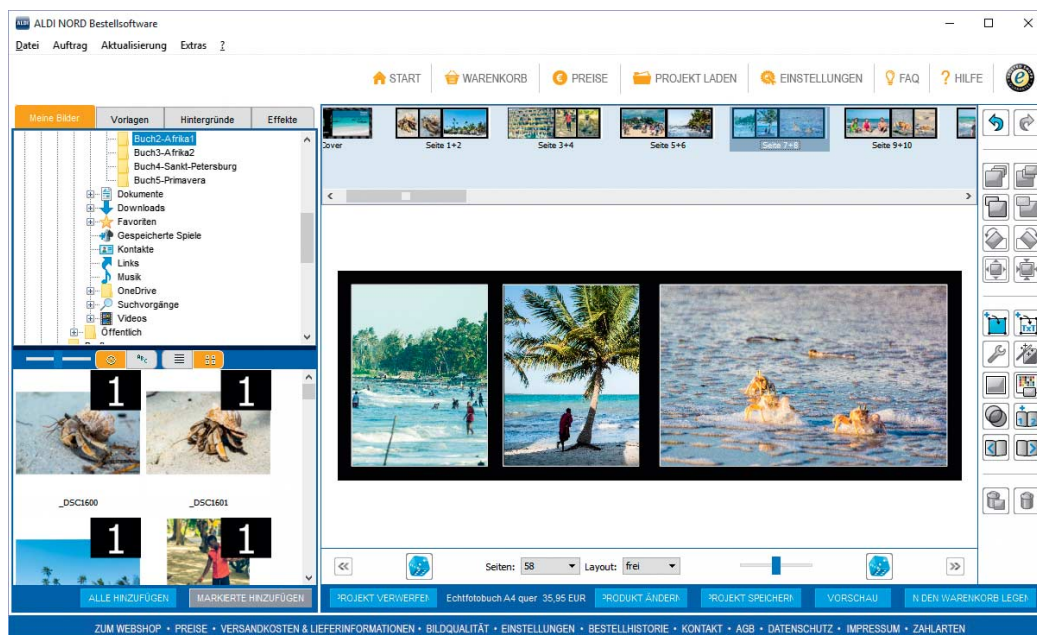 ALDI NORD Bestellsoftware
Datei Auftrag Aktualisierung Extras ?
START WARENKORB PREISE PROJEKT LADEN EINSTELLUNGEN FAQ HILFE
Meine Bilder Vorlagen Hintergründe Effekte
Cover Seite 1+2 Seite 3+4 Seite 5+6 Seite 7+8 Seite 9+10
Buch2-Afrika1
Buch3-Afrika2
Buch4-Sankt-Petersburg
Buch5-Primavera
Dokumente
Downloads
Favoriten
Gespeicherte Spiele
Kontakte
Links
Musik
OneDrive
Suchvorgänge
Videos
Öffentlich
TxT
1 1
_DSC1600 _DSC1601
1 1
Seiten: 58 Layout: frei
ALLE HINZUFÜGEN MARKIERTE HINZUFÜGEN
PROJEKT VERWERFEN Echtfotobuch A4 quer 35,95 EUR PRODUKT ÄNDERN PROJEKT SPEICHERN VORSCHAU IN DEN WARENKORB LEGEN
ZUM WEBSHOP • PREISE • VERSANDKOSTEN & LIEFERINFORMATIONEN • BILDQUALITÄT • EINSTELLUNGEN • BESTELLHISTORIE • KONTAKT • AGB • DATENSCHUTZ • IMPRESSUM • ZAHLARTEN